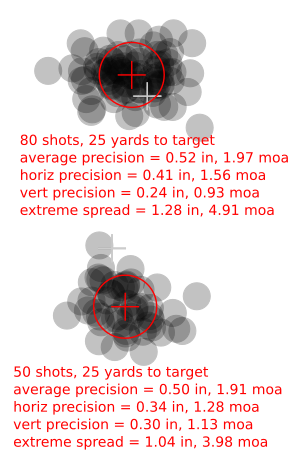 80 shots, 25 yards to target
average precision = 0.52 in, 1.97 moa
horiz precision = 0.41 in, 1.56 moa
vert precision = 0.24 in, 0.93 moa
extreme spread = 1.28 in, 4.91 moa
50 shots, 25 yards to target
average precision = 0.50 in, 1.91 moa
horiz precision = 0.34 in, 1.28 moa
vert precision = 0.30 in, 1.13 moa
extreme spread = 1.04 in, 3.98 moa